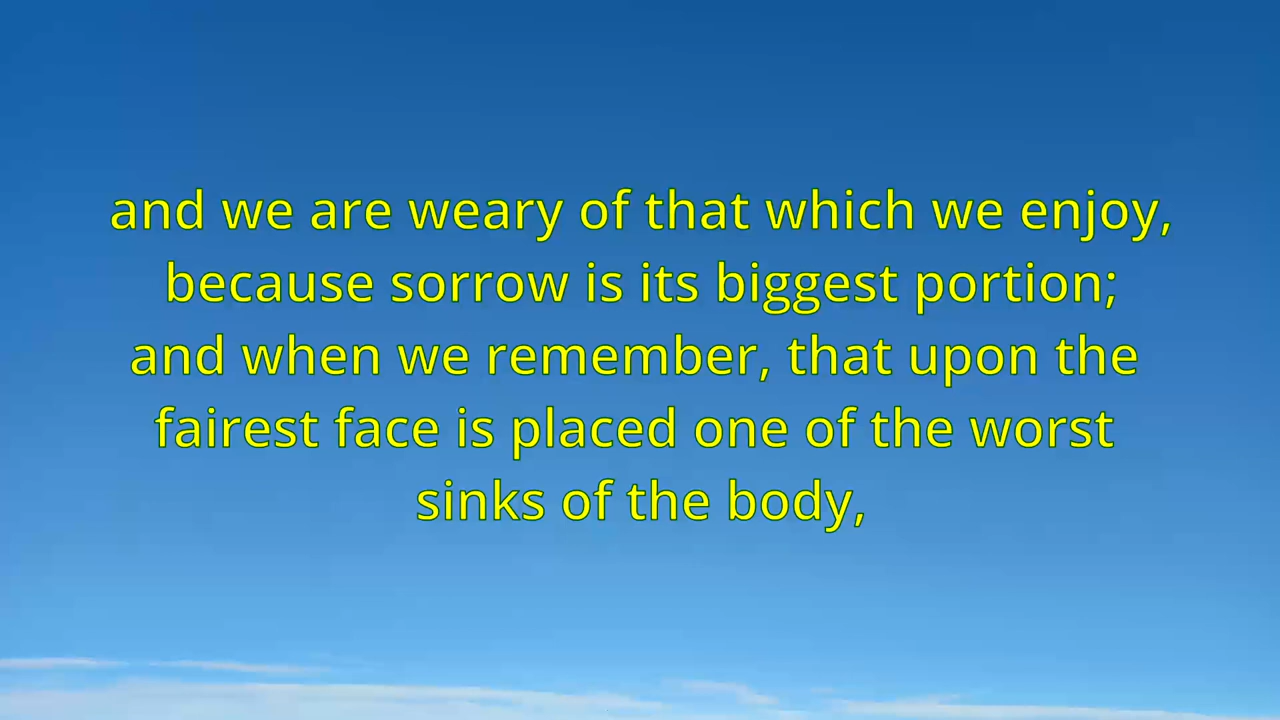 and we are weary of that which we enjoy,
because sorrow is its biggest portion;
and when we remember, that upon the
fairest face is placed one of the worst
sinks of the body,